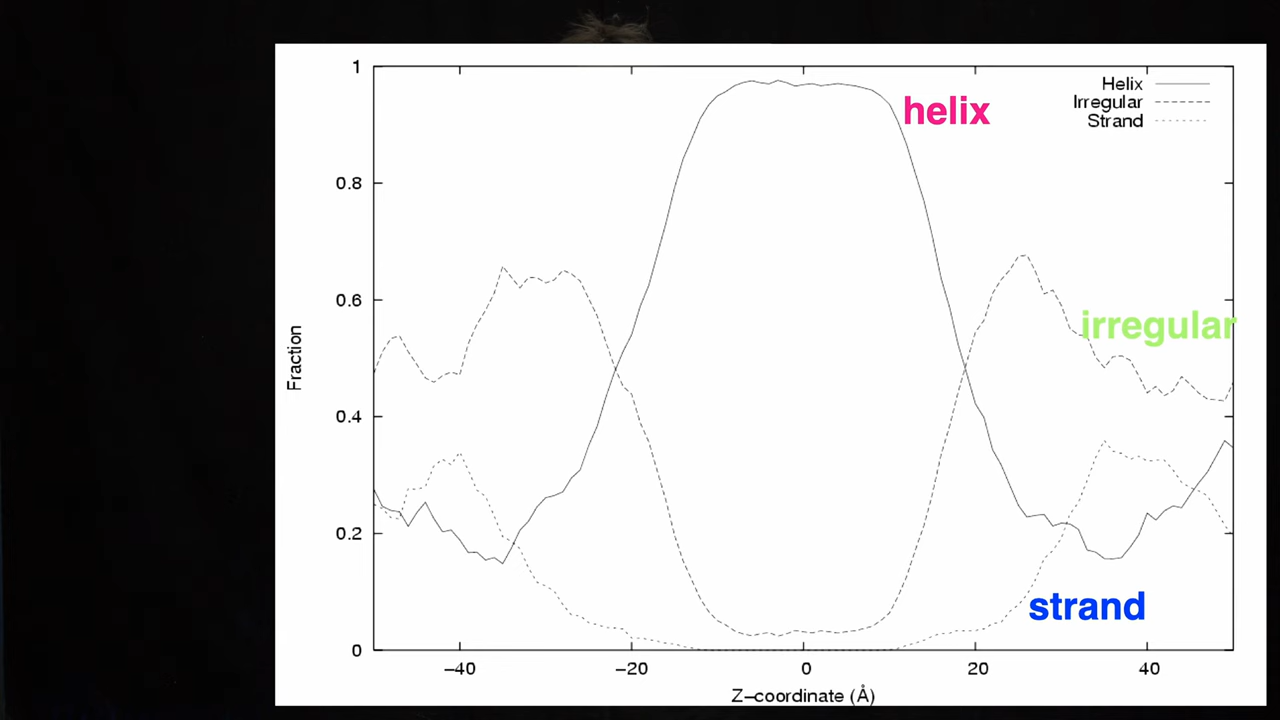 1
Helix
helix
Irregular
Strand
0.8
0.6
irregular
Fraction
0.4
0.2
strand
0
−40
−20
0
20
40
Z−coordinate (Å)